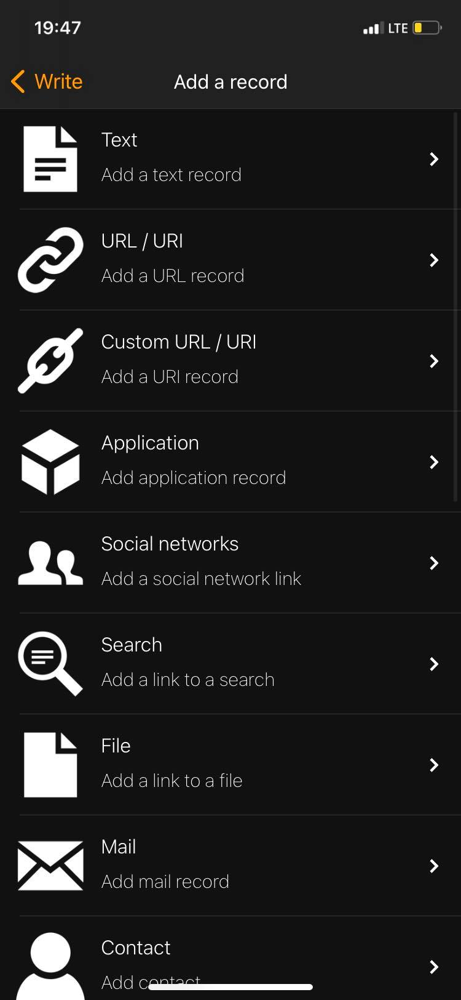 19:47
LTE
Write
Add a record
Text
Add a text record
URL / URI
Add a URL record
Custom URL / URI
Add a URI record
Application
Add application record
Social networks
Add a social network link
Search
Add a link to a search
File
Add a link to a file
Mail
Add mail record
Contact
Add contact